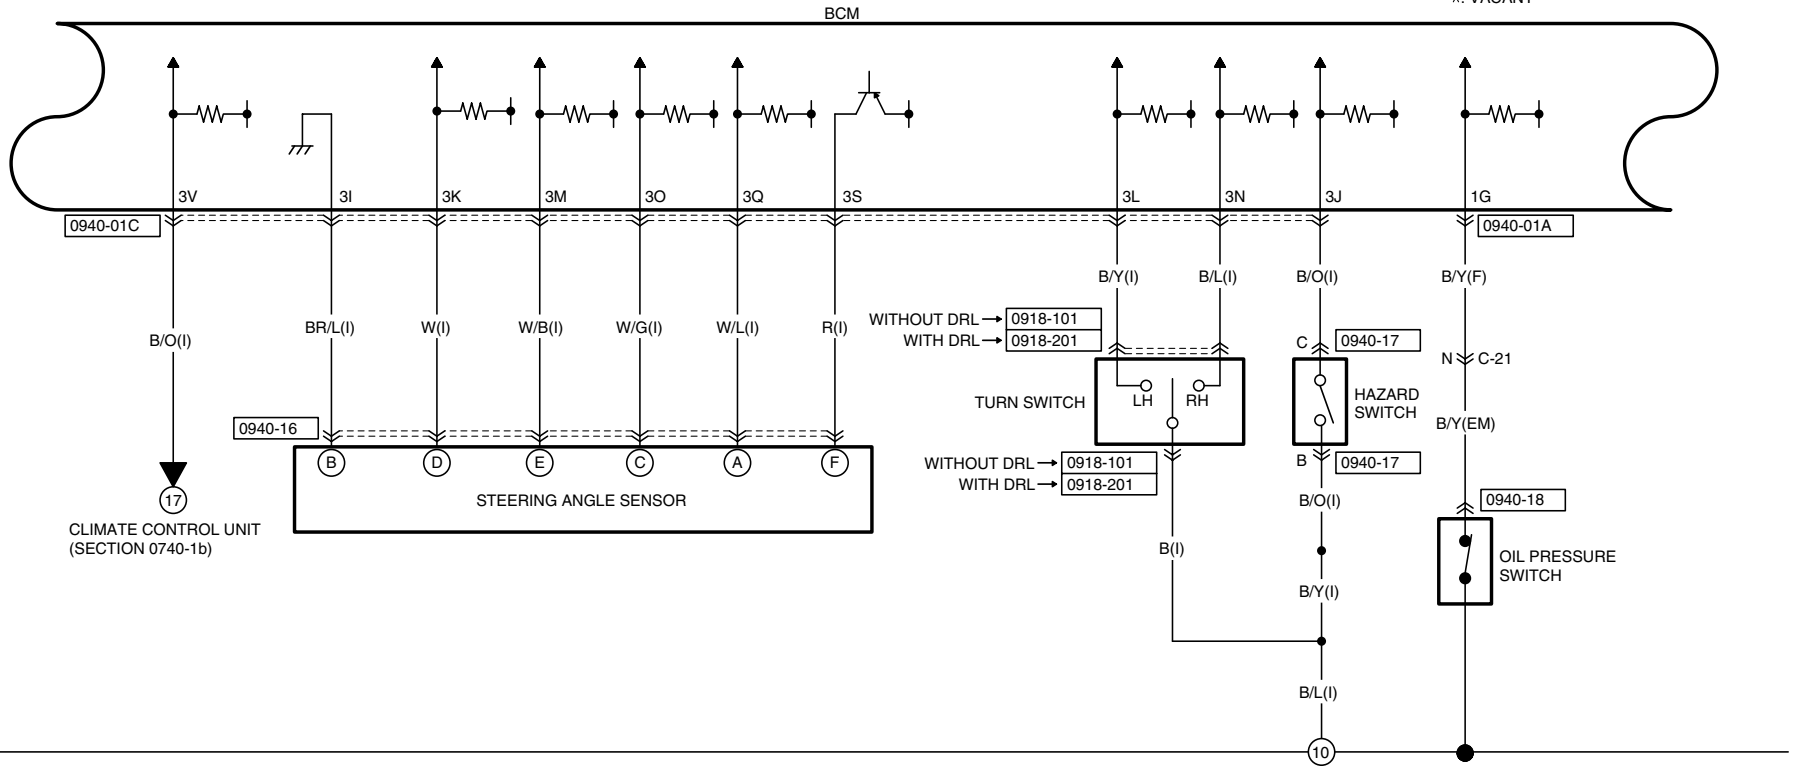 BCM
3V 3I 3K 3M 3O 3Q 3S 3L 3N 3J 1G
0940-01C 0940-01A
B/Y(I) B/L(I) B/O(I) B/Y(F)
B/O(I) BR/L(I) W(I) W/B(I) W/G(I) W/L(I) R(I)
WITHOUT DRL 0918-101
WITH DRL 0918-201
C 0940-17
N C-21
LH RH
TURN SWITCH
HAZARD
SWITCH
B/Y(EM)
0940-16
B D E C A F
STEERING ANGLE SENSOR
WITHOUT DRL 0918-101
WITH DRL 0918-201
B 0940-17
17
CLIMATE CONTROL UNIT
(SECTION 0740-1b)
B/O(I)
0940-18
B(I)
OIL PRESSURE
SWITCH
B/Y(I)
B/L(I)
10